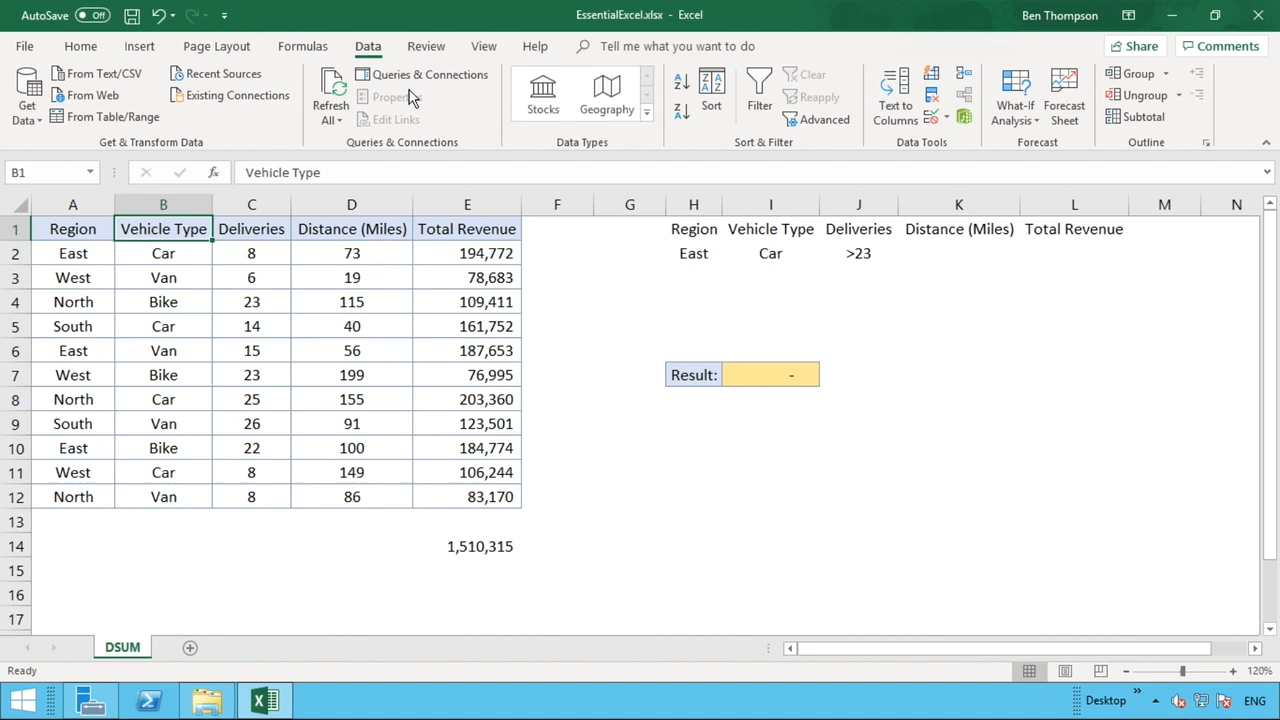 AutoSave Off EssentialExcel.xlsx - Excel Ben Thompson
File Home Insert Page Layout Formulas Data Review View Help Tell me what you want to do Share Comments
Get Data
From Text/CSV
From Web
From Table/Range
Recent Sources
Existing Connections
Get & Transform Data
Refresh All
Queries & Connections
Edit Links
Queries & Connections
Stocks Geography
Data Types
Sort
Filter
Clear
Reapply
Advanced
Sort & Filter
Text to Columns
Data Tools
What-If Analysis
Forecast Sheet
Forecast
Group
Ungroup
Subtotal
Outline
B1 fx Vehicle Type
A B C D E F G H I J K L M N
1 Region Vehicle Type Deliveries Distance (Miles) Total Revenue Region Vehicle Type Deliveries Distance (Miles) Total Revenue
2 East Car 8 73 194,772 East Car >23
3 West Van 6 19 78,683
4 North Bike 23 115 109,411
5 South Car 14 40 161,752
6 East Van 15 56 187,653
7 West Bike 23 199 76,995 Result: -
8 North Car 25 155 203,360
9 South Van 26 91 123,501
10 East Bike 22 100 184,774
11 West Car 8 149 106,244
12 North Van 8 86 83,170
13
14 1,510,315
15
16
17
DSUM
Ready 120%
Desktop ENG